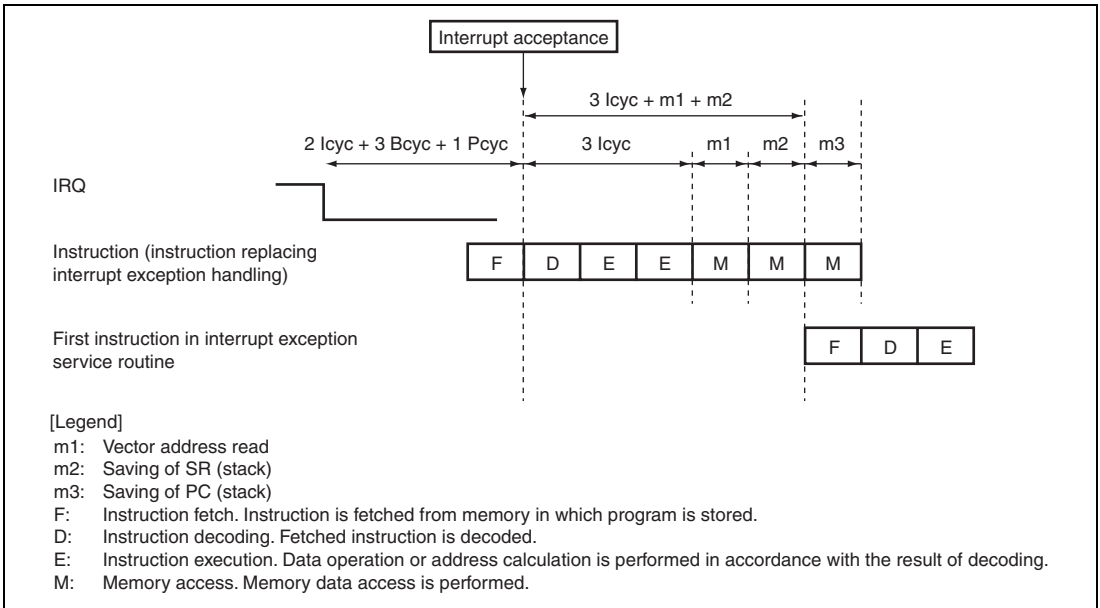 Interrupt acceptance
3 Icyc + m1 + m2
2 Icyc + 3 Bcyc + 1 Pcyc
3 Icyc
m1
m2
m3
IRQ
Instruction (instruction replacing
interrupt exception handling)
F D E E M M M
First instruction in interrupt exception
service routine
F D E
[Legend]
m1: Vector address read
m2: Saving of SR (stack)
m3: Saving of PC (stack)
F: Instruction fetch. Instruction is fetched from memory in which program is stored.
D: Instruction decoding. Fetched instruction is decoded.
E: Instruction execution. Data operation or address calculation is performed in accordance with the result of decoding.
M: Memory access. Memory data access is performed.